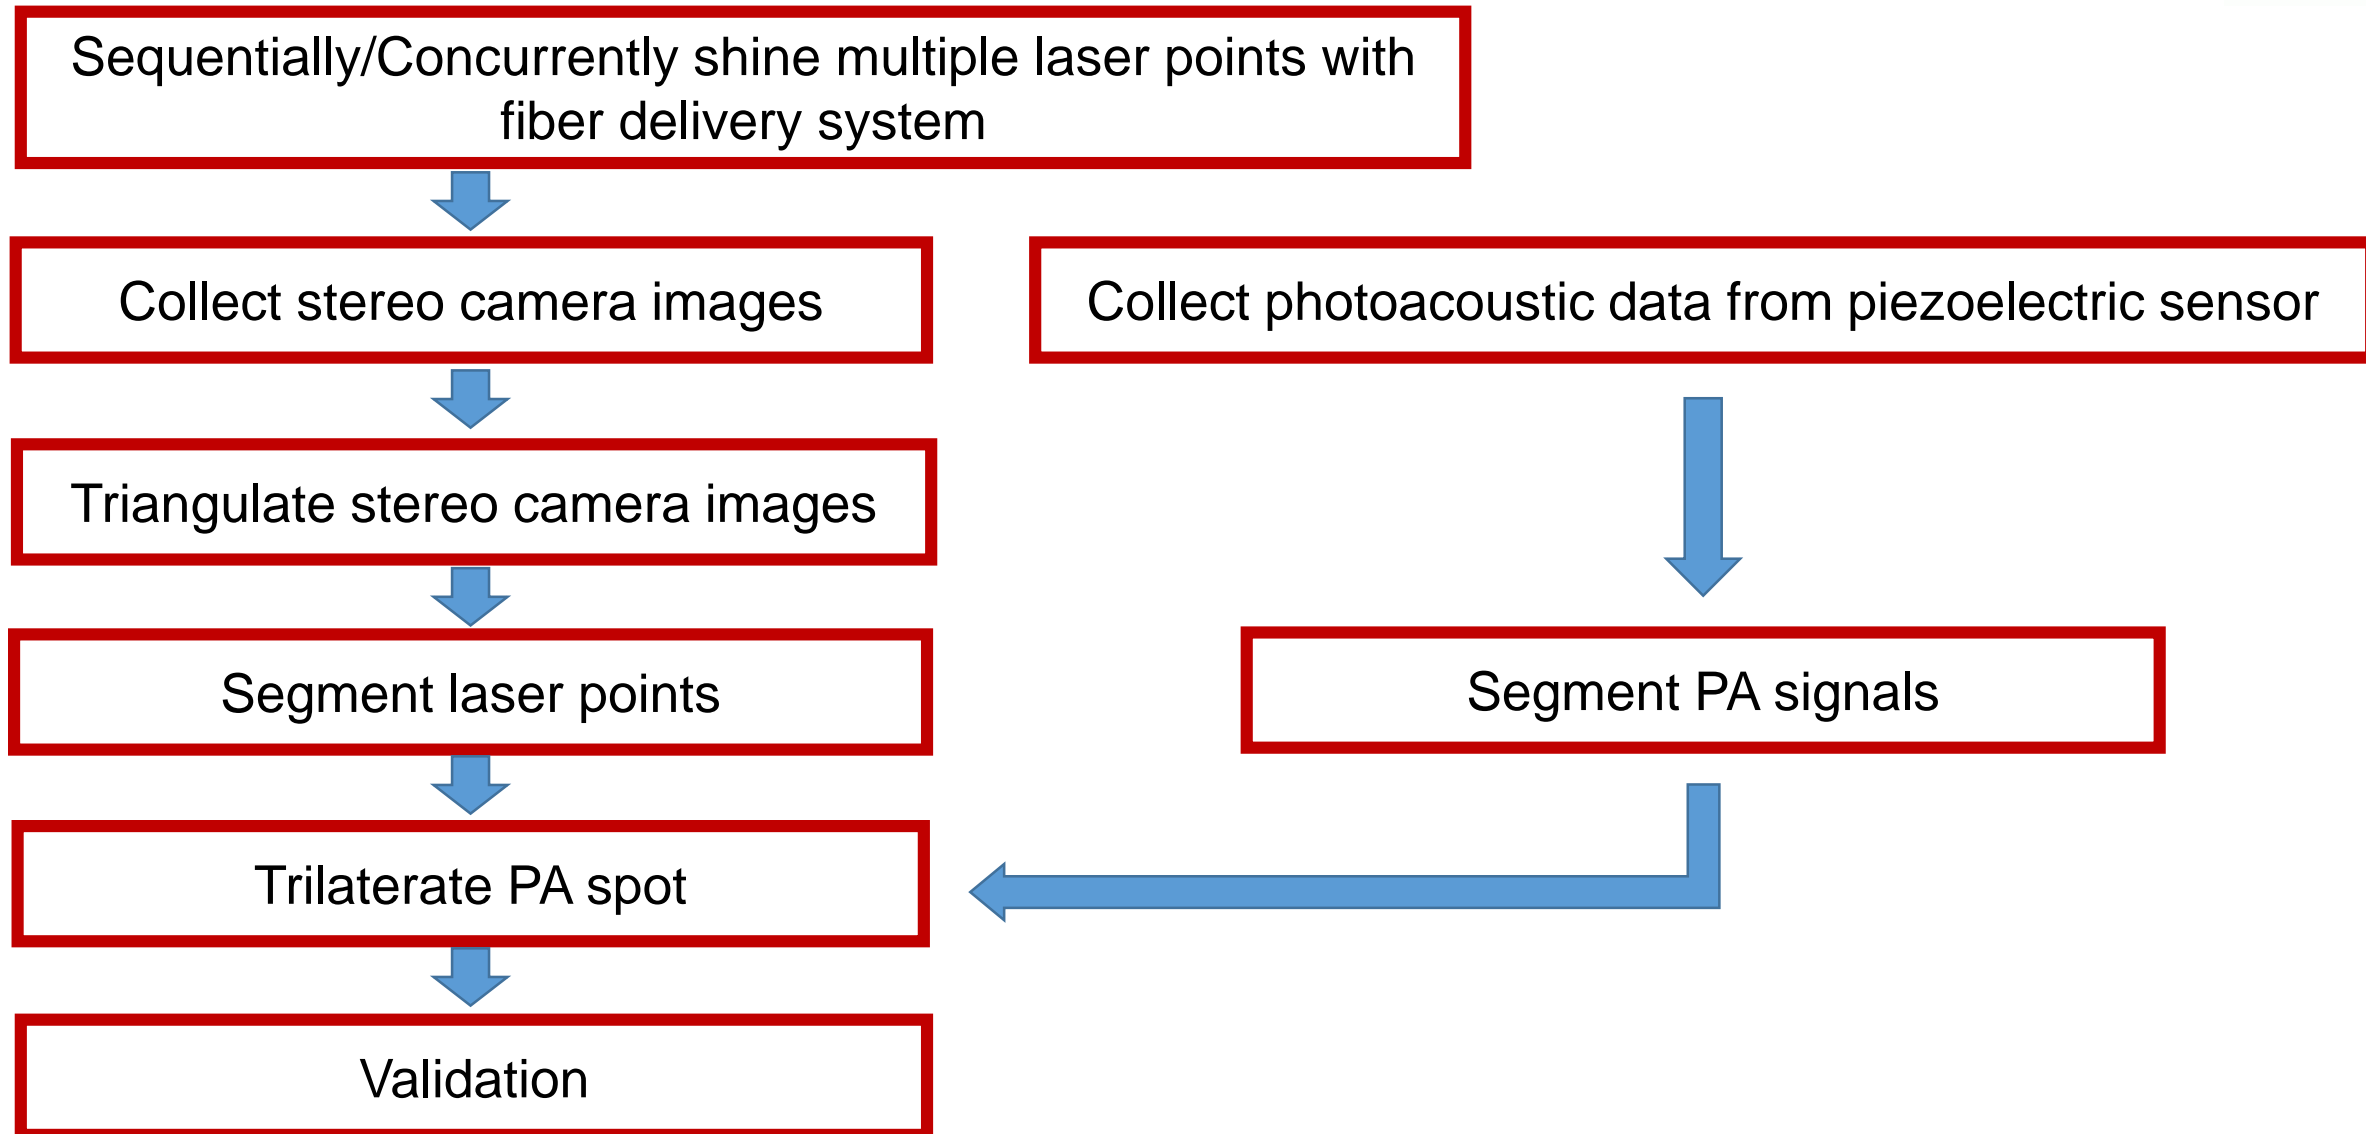 Sequentially/Concurrently shine multiple laser points with
fiber delivery system
Collect stereo camera images
Collect photoacoustic data from piezoelectric sensor
Triangulate stereo camera images
Segment laser points
Segment PA signals
Trilaterate PA spot
Validation